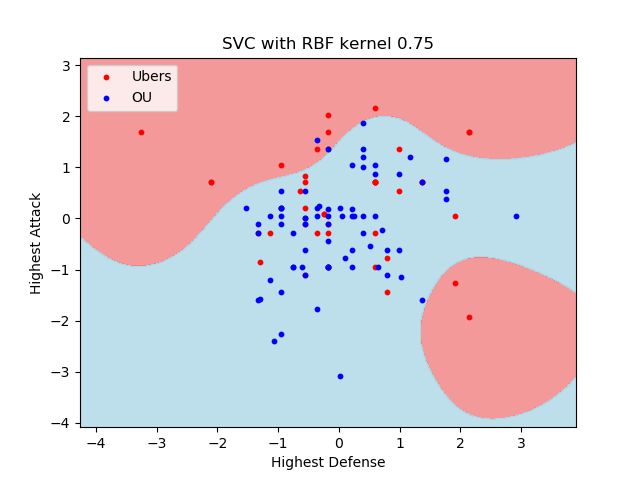 SVC with RBF kernel 0.75
Ubers
OU
Highest Attack
3
2
1
0
−1
−2
−3
−4
−4 −3 −2 −1 0 1 2 3
Highest Defense